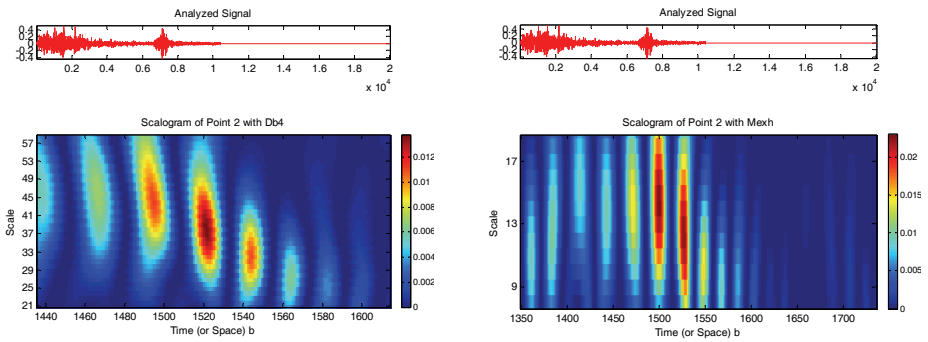 Analyzed Signal
0.4
0.2
0
-0.2
-0.4
0.2 0.4 0.6 0.8 1 1.2 1.4 1.6 1.8 2
x 10^4
Scalogram of Point 2 with Db4
Scale
57
53
49
45
41
37
33
29
25
21
1440 1460 1480 1500 1520 1540 1560 1580 1600
Time (or Space) b
0.012
0.01
0.008
0.006
0.004
0.002
0
Analyzed Signal
0.4
0.2
0
-0.2
-0.4
0.2 0.4 0.6 0.8 1 1.2 1.4 1.6 1.8 2
x 10^4
Scalogram of Point 2 with Mexh
Scale
17
13
9
1350 1400 1450 1500 1550 1600 1650 1700
Time (or Space) b
0.02
0.015
0.01
0.005
0